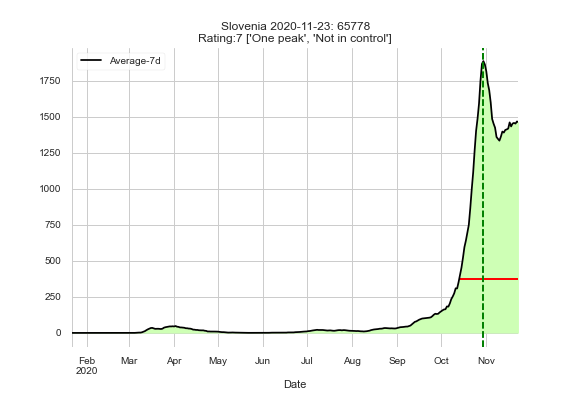 Slovenia 2020-11-23: 65778
Rating:7 ['One peak', 'Not in control']
Average-7d
1750
1500
1250
1000
750
500
250
0
Feb Mar Apr May Jun Jul Aug Sep Oct Nov
2020
Date